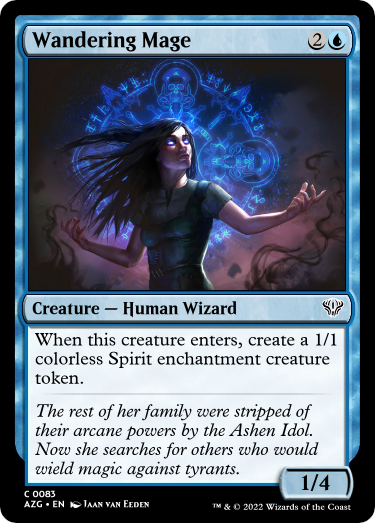 Wandering Mage 2
Creature — Human Wizard
When this creature enters, create a 1/1
colorless Spirit enchantment creature
token.
The rest of her family were stripped of
their arcane powers by the Ashen Idol.
Now she searches for others who would
wield magic against tyrants.
1/4
C 0083
AZG • EN Jaan van Eeden
™ & © 2022 Wizards of the Coast